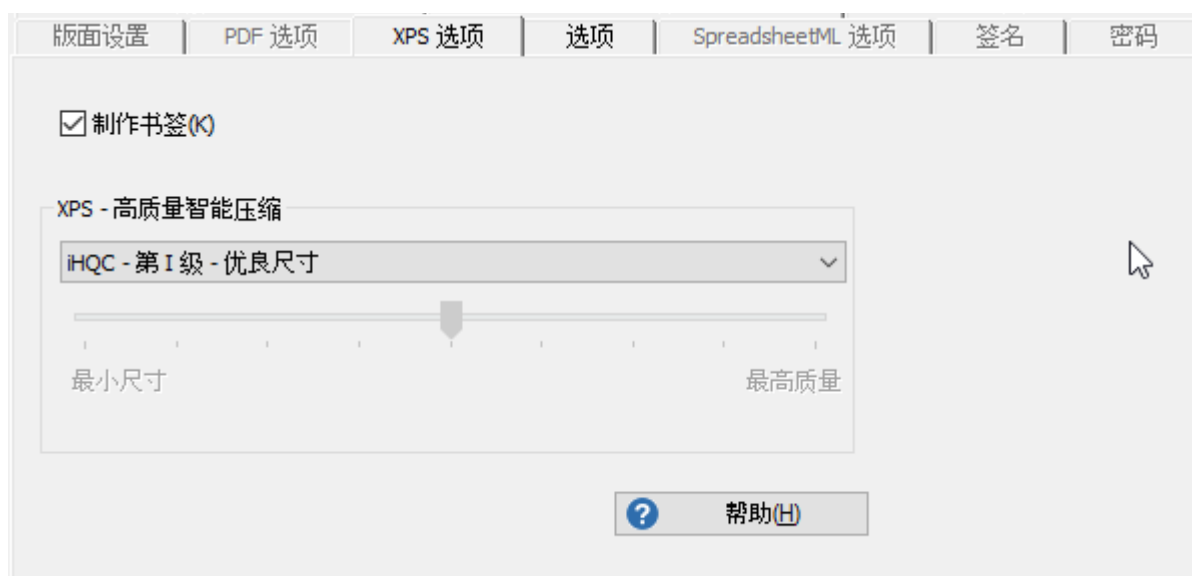 版面设置 PDF 选项 XPS 选项 选项 SpreadsheetML 选项 签名 密码
制作书签(K)
XPS - 高质量智能压缩
iHQC - 第 I 级 - 优良尺寸
最小尺寸 最高质量
帮助(H)